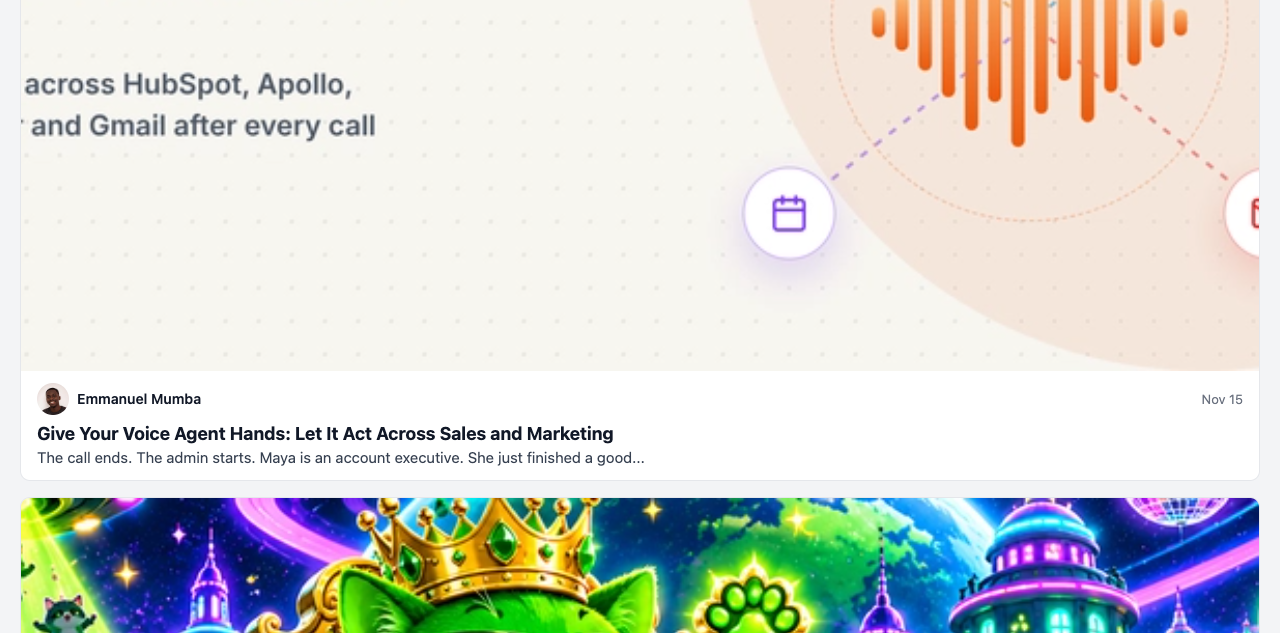 across HubSpot, Apollo,
and Gmail after every call
Emmanuel Mumba
Nov 15
Give Your Voice Agent Hands: Let It Act Across Sales and Marketing
The call ends. The admin starts. Maya is an account executive. She just finished a good...